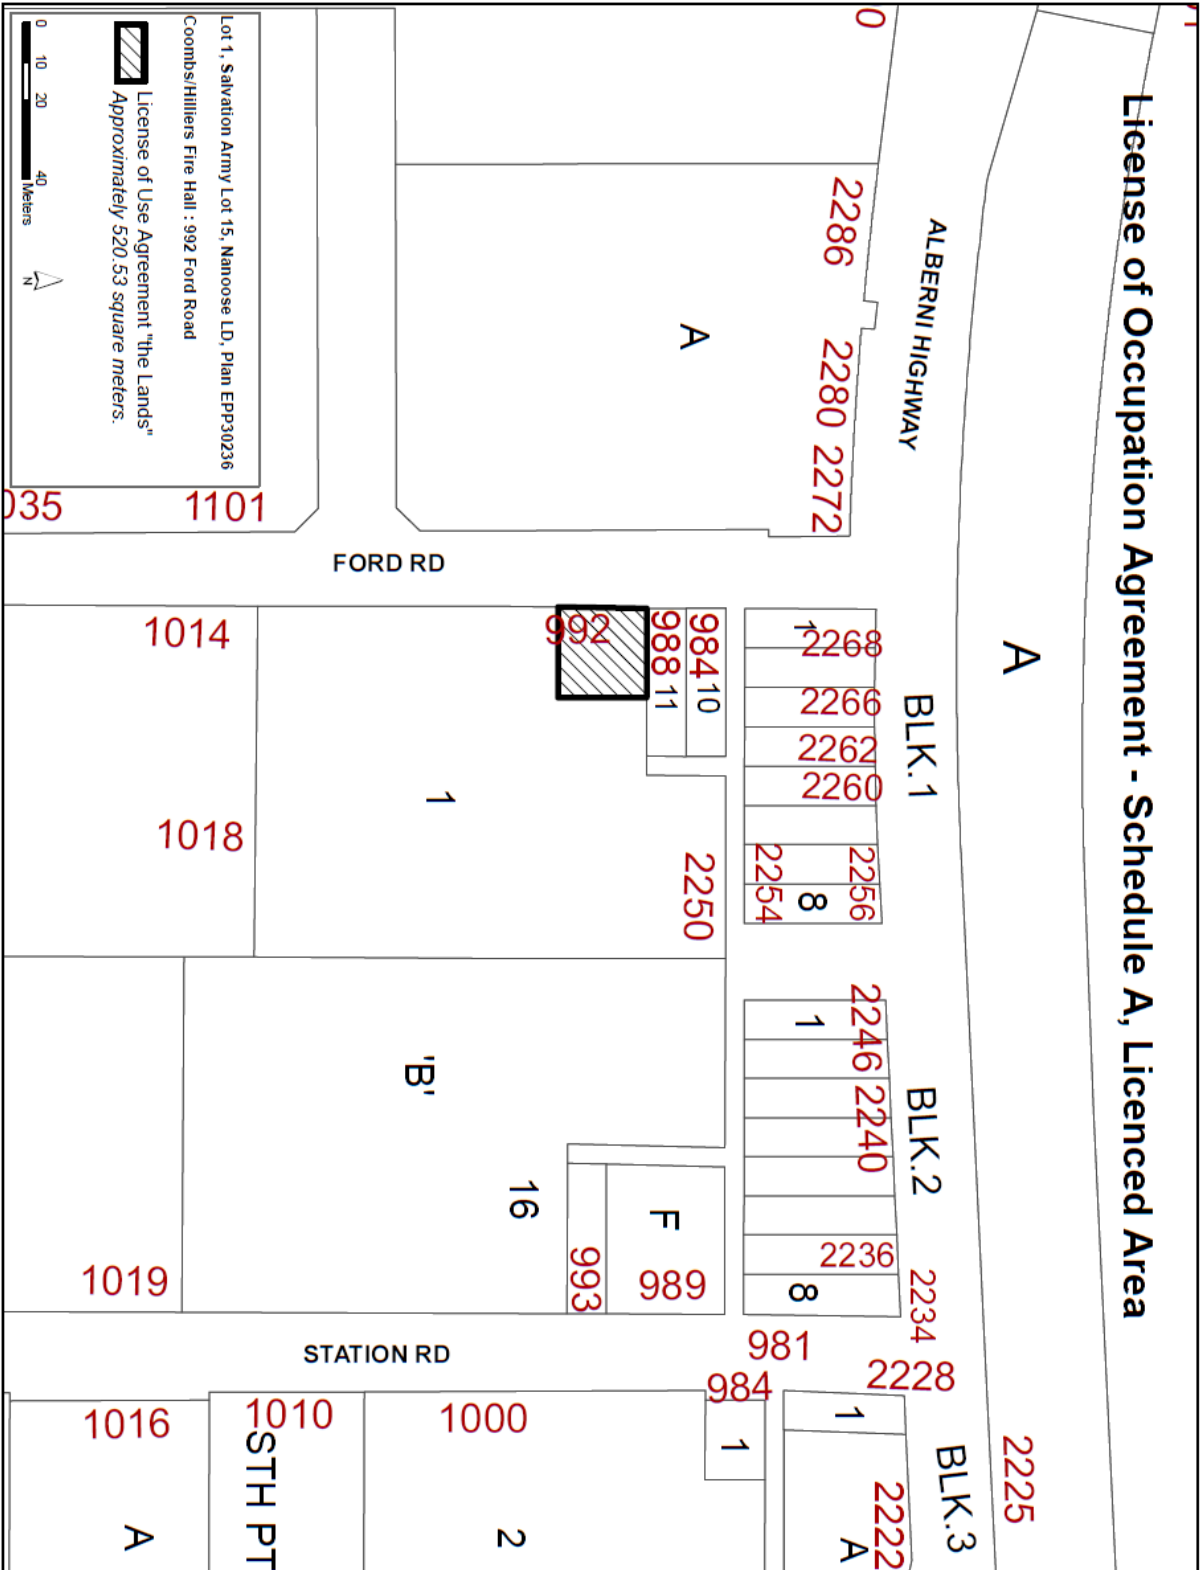 License of Occupation Agreement - Schedule A, Licenced Area
ALBERNI HIGHWAY
A
2225
BLK.1
BLK.2
BLK.3
2286
2280
2272
A
1
2268
2266
2262
2260
2256
2254
8
2246
1
2240
2236
8
2234
2228
981
984
1
1
2222
A
FORD RD
984
10
988
11
992
2250
1
1014
1018
'B'
16
F
989
993
1019
STATION RD
1000
2
1010
STH PT
1016
A
1101
Lot 1, Salvation Army Lot 15, Nanoose LD, Plan EPP30236
Coombs/Hilliers Fire Hall : 992 Ford Road
License of Use Agreement "the Lands"
Approximately 520.53 square meters.
0 10 20 40
Meters
N